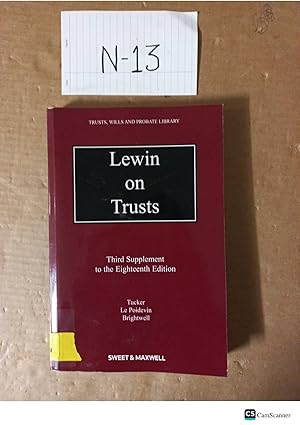 N-13
TRUSTS, WILLS AND PROBATE LIBRARY
Lewin
on
Trusts
Third Supplement
to the Eighteenth Edition
Tucker
Le Poidevin
Brightwell
SWEET & MAXWELL
CS CamScanner